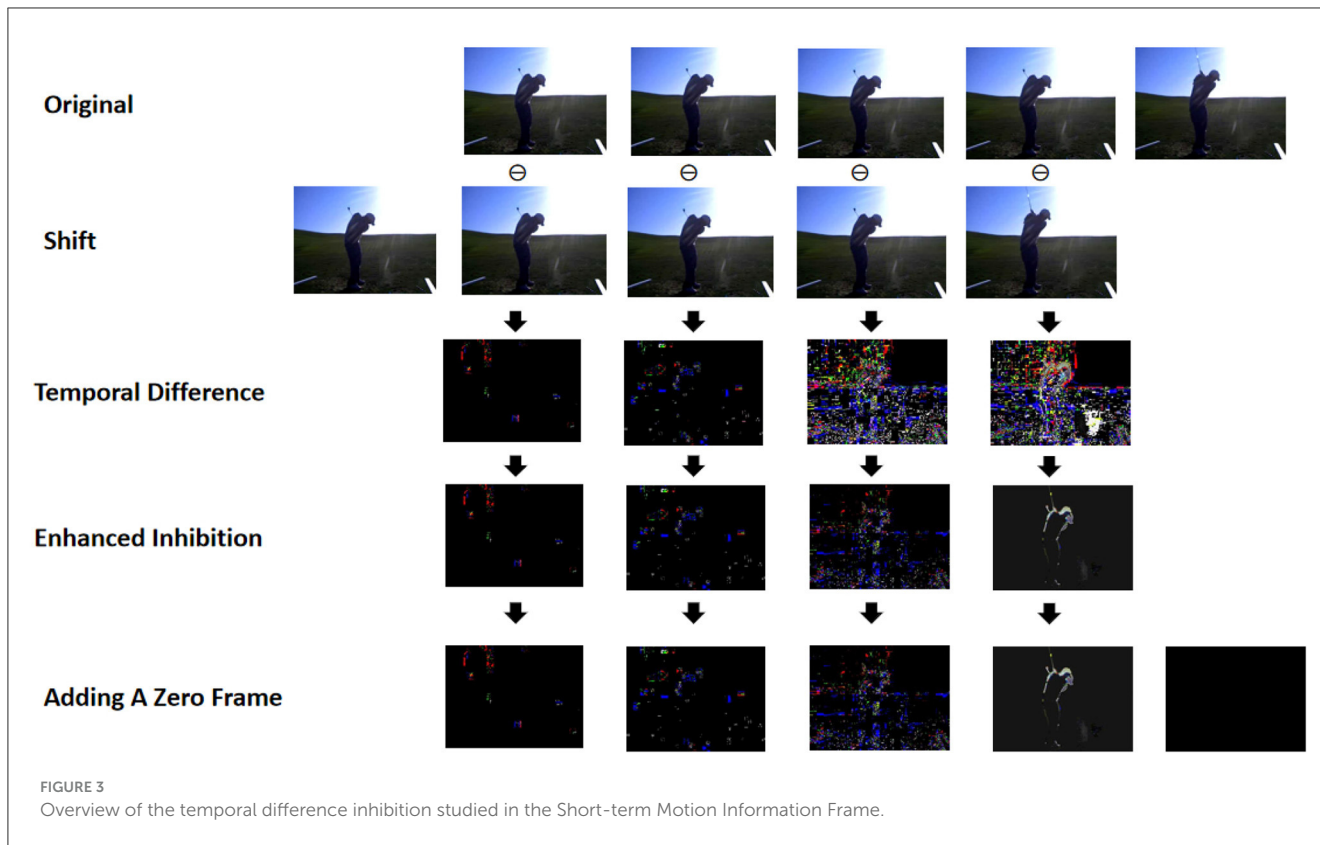 Original
Shift
Temporal Difference
Enhanced Inhibition
Adding A Zero Frame
FIGURE 3
Overview of the temporal difference inhibition studied in the Short-term Motion Information Frame.